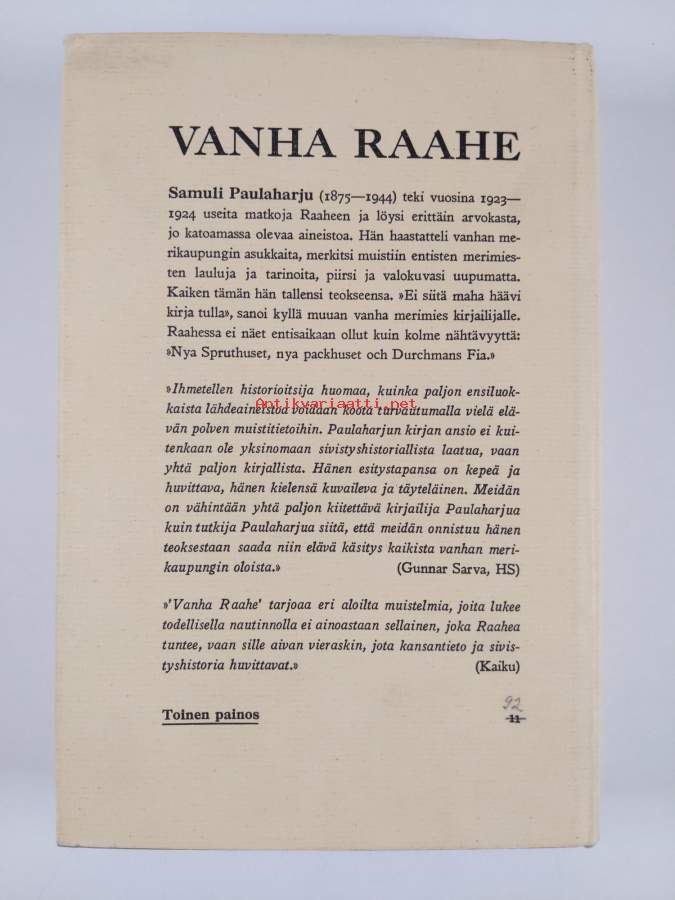 VANHA RAAHE
Samuli Paulaharju (1875—1944) teki vuosina 1923—
1924 useita matkoja Raaheen ja löysi erittäin arvokasta,
jo katoamassa olevaa aineistoa. Hän haastatteli vanhan me-
rikaupungin asukkaita, merkitsi muistiin entisten merimies-
ten lauluja ja tarinoita, piirsi ja valokuvasi uupumatta.
Kaiken tämän hän tallensi teokseensa. »Ei siitä maha häävi
kirja tulla», sanoi kyllä muuan vanha merimies kirjailijalle.
Raahessa ei näet entisaikaan ollut kuin kolme nähtävyyttä:
»Nya Spruthuset, nya packhuset och Durchmans Fia.»
»Ihmetellen historioitsija huomaa, kuinka paljon ensiluok-
Antikvariaatti.net
kaista lähdeaineistoa voidaan koota turvautumalla vielä elä-
vän polven muistitietoihin. Paulaharjun kirjan ansio ei kui-
tenkaan ole yksinomaan sivistyshistoriallista laatua, vaan
yhtä paljon kirjallista. Hänen esitystapansa on kepeä ja
huvittava, hänen kielensä kuvaileva ja täyteläinen. Meidän
on vähintään yhtä paljon kiitettävä kirjailija Paulaharjua
kuin tutkija Paulaharjua siitä, että meidän onnistuu hänen
teoksestaan saada niin elävä käsitys kaikista vanhan meri-
kaupungin oloista.» (Gunnar Sarva, HS)
»'Vanha Raahe' tarjoaa eri aloilta muistelmia, joita lukee
todellisella nautinnolla ei ainoastaan sellainen, joka Raahea
tuntee, vaan sille aivan vieraskin, jota kansantieto ja sivis-
tyshistoria huvittavat.» (Kaiku)
92
Toinen painos 11